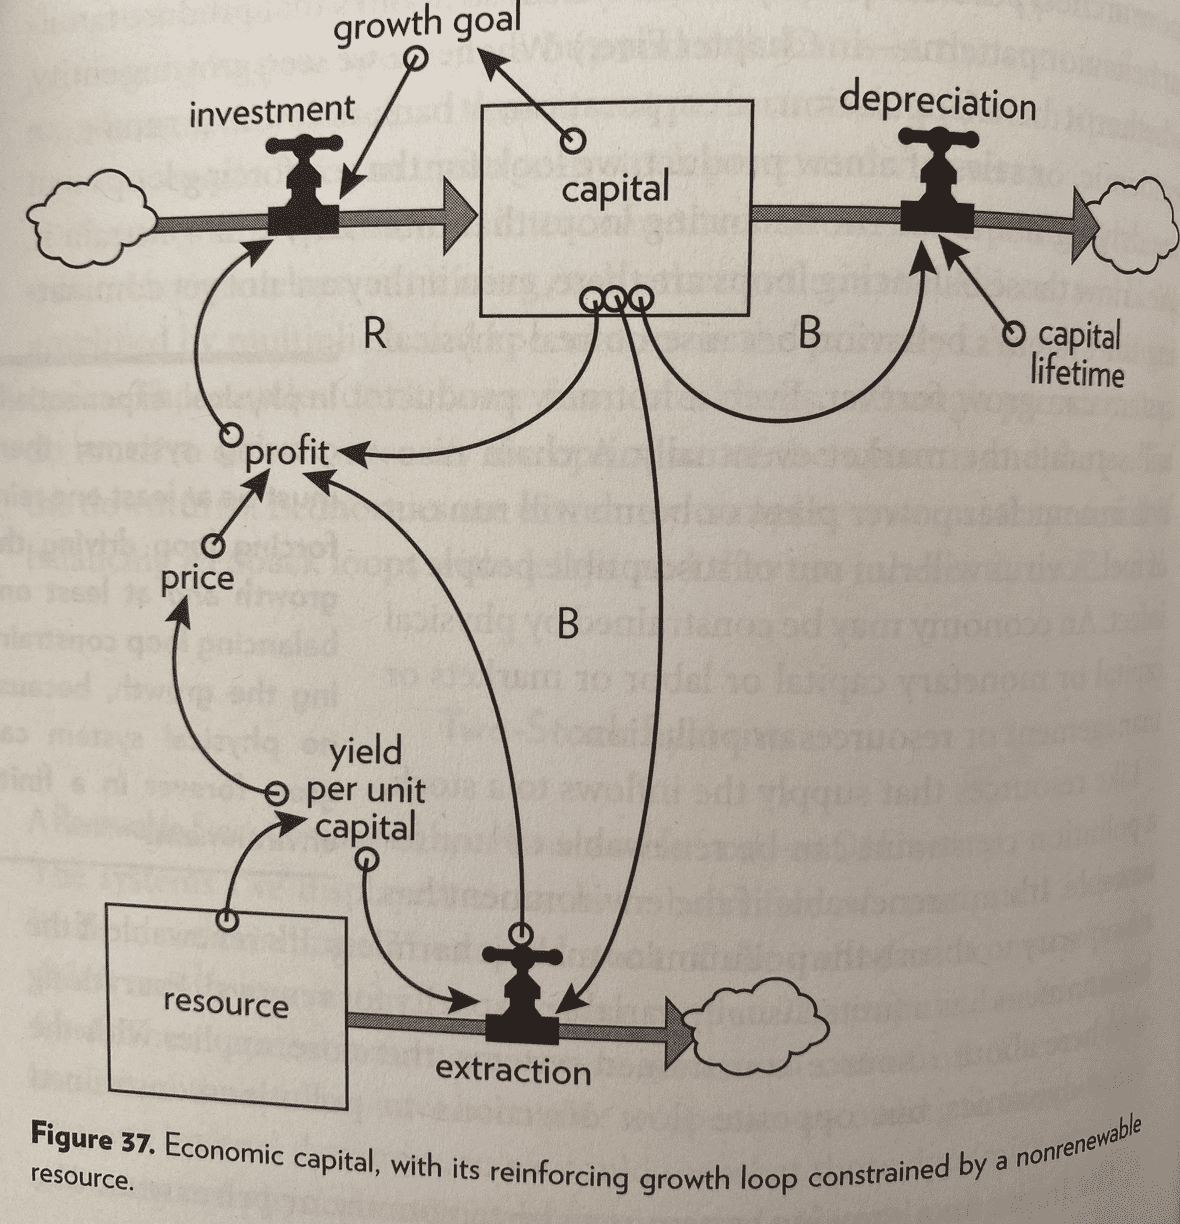 growth goal
investment
depreciation
capital
R
B
capital
lifetime
profit
price
B
yield
per unit
capital
resource
extraction
Figure 37. Economic capital, with its reinforcing growth loop constrained by a nonrenewable
resource.